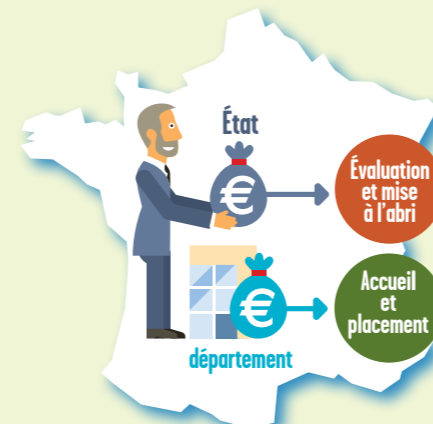 État
€
Évaluation
et mise
à l'abri
€
Accueil
et
placement
département